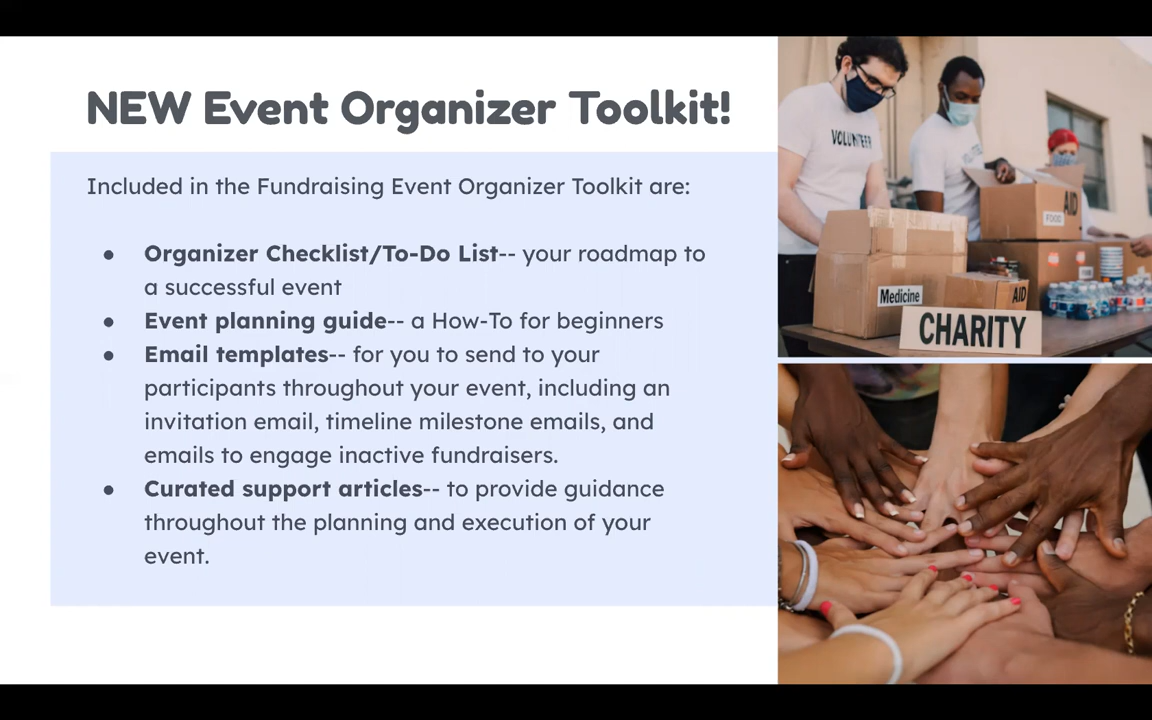 NEW Event Organizer Toolkit!
Included in the Fundraising Event Organizer Toolkit are:
● Organizer Checklist/To-Do List-- your roadmap to
a successful event
● Event planning guide-- a How-To for beginners
● Email templates-- for you to send to your
participants throughout your event, including an
invitation email, timeline milestone emails, and
emails to engage inactive fundraisers.
● Curated support articles-- to provide guidance
throughout the planning and execution of your
event.
VOLUNTEER
AID
FOOD
Medicine
AID
CHARITY